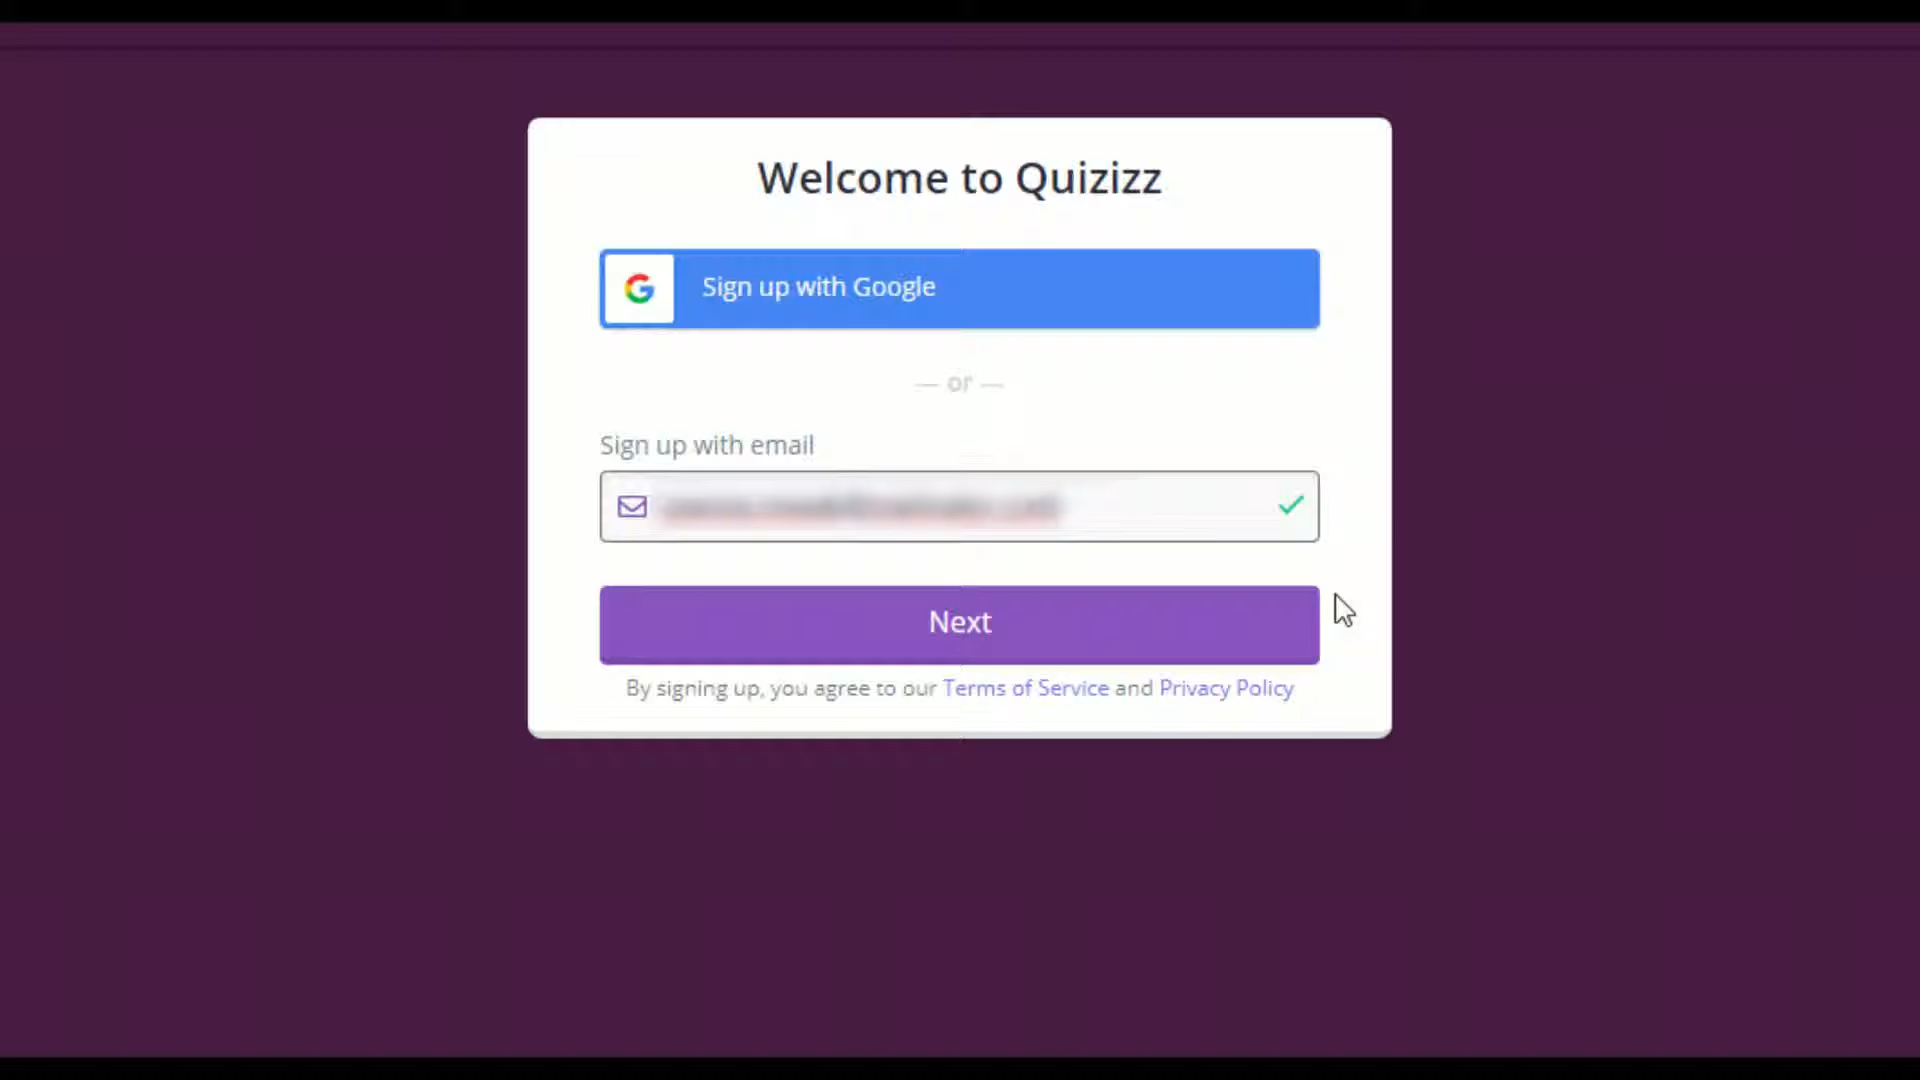 Welcome to Quizizz
Sign up with Google
— or —
Sign up with email
Next
By signing up, you agree to our Terms of Service and Privacy Policy